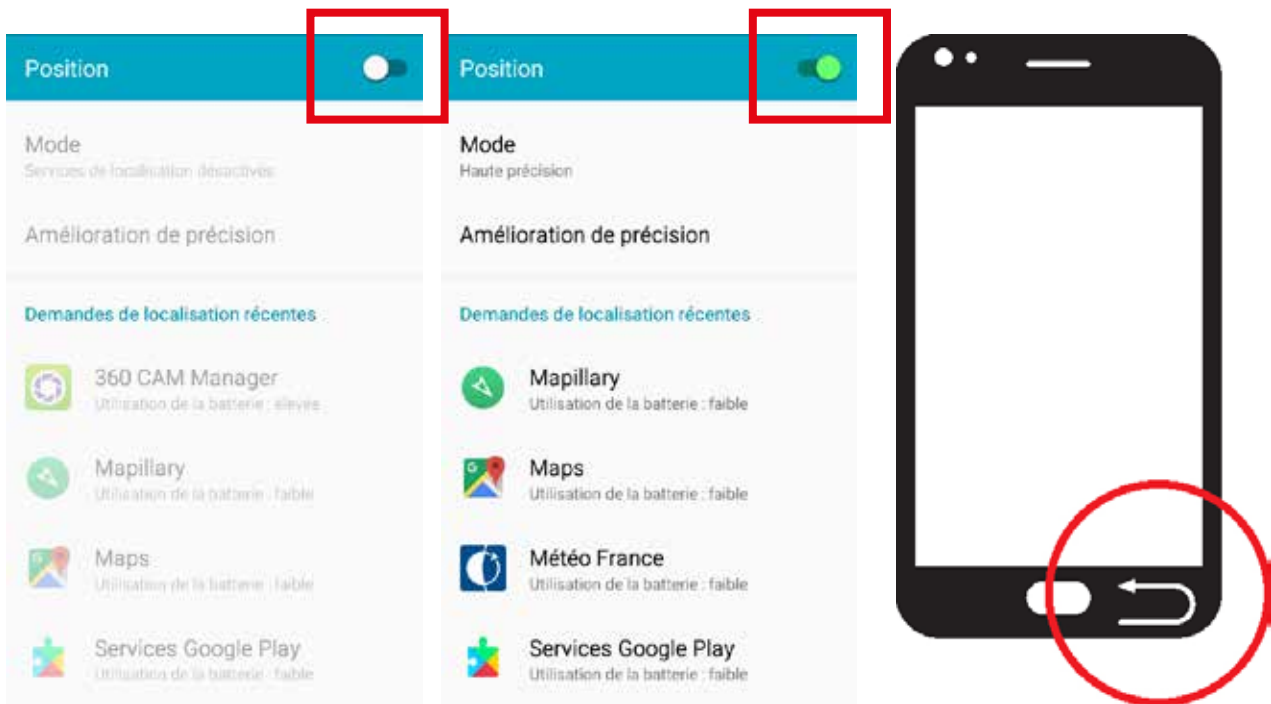 Position
Mode
Services de localisation désactivés
Amélioration de précision
Demandes de localisation récentes
360 CAM Manager
Utilisation de la batterie : élevée
Mapillary
Utilisation de la batterie : faible
Maps
Utilisation de la batterie : faible
Services Google Play
Utilisation de la batterie : faible
Position
Mode
Haute précision
Amélioration de précision
Demandes de localisation récentes
Mapillary
Utilisation de la batterie : faible
Maps
Utilisation de la batterie : faible
Météo France
Utilisation de la batterie : faible
Services Google Play
Utilisation de la batterie : faible